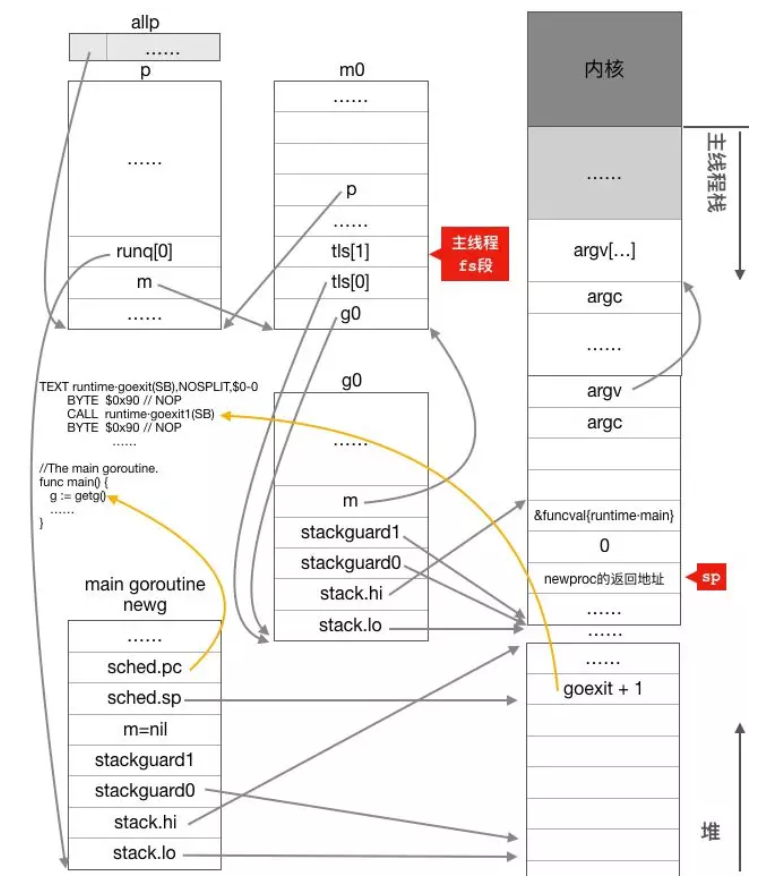 allp
……
p
……
runq[0]
m
……
m0
……
p
……
tls[1]
tls[0]
g0
主线程
fs段
内核
……
argv[…]
argc
……
argv
argc
&funcval{runtime·main}
0
newproc的返回地址
……
……
主线程栈
sp
TEXT runtime·goexit(SB),NOSPLIT,$0-0
BYTE $0x90 // NOP
CALL runtime·goexit1(SB)
BYTE $0x90 // NOP
……
//The main goroutine.
func main() {
g := getg()
……
}
g0
……
m
stackguard1
stackguard0
stack.hi
stack.lo
main goroutine
newg
……
sched.pc
sched.sp
m=nil
stackguard1
stackguard0
stack.hi
stack.lo
……
goexit + 1
堆